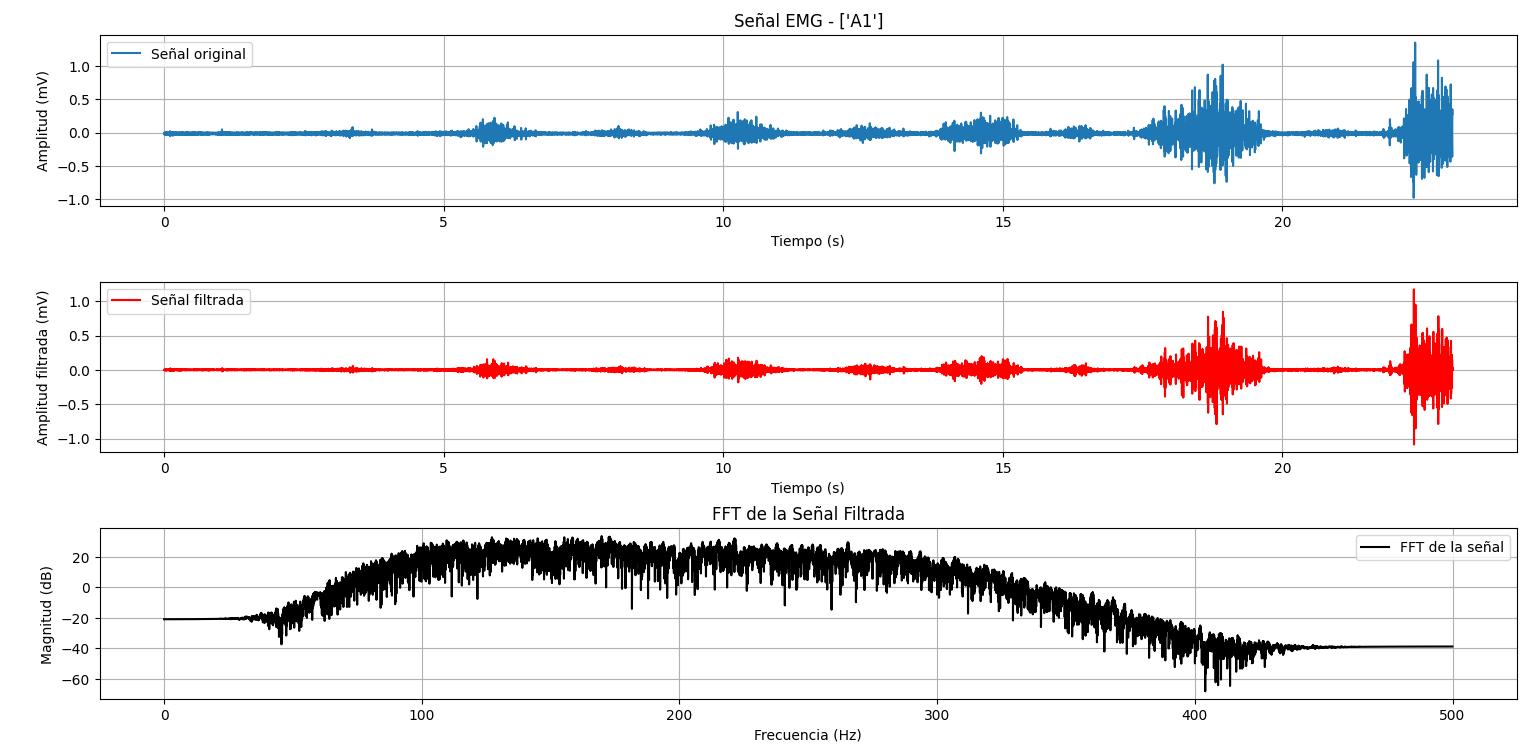 Señal EMG - ['A1']
Señal original
Amplitud (mV)
1.0
0.5
0.0
−0.5
−1.0
0
5
10
15
20
Tiempo (s)
Señal filtrada
Amplitud filtrada (mV)
1.0
0.5
0.0
−0.5
−1.0
0
5
10
15
20
Tiempo (s)
FFT de la Señal Filtrada
FFT de la señal
Magnitud (dB)
20
0
−20
−40
−60
0
100
200
300
400
500
Frecuencia (Hz)